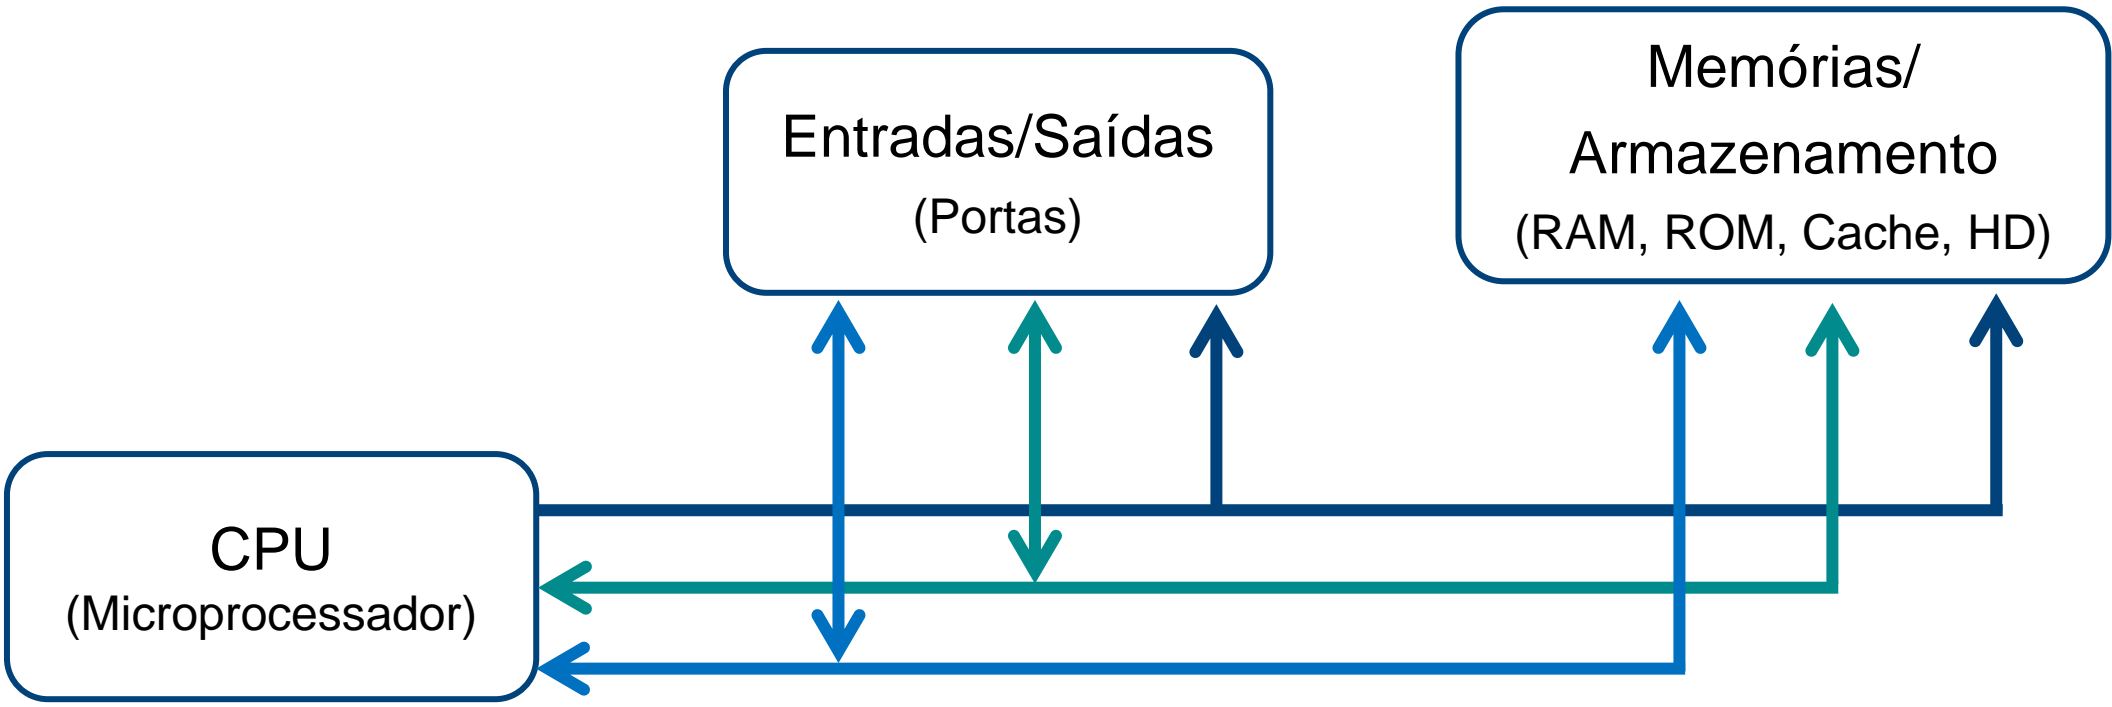 Entradas/Saídas
(Portas)
Memórias/
Armazenamento
(RAM, ROM, Cache, HD)
CPU
(Microprocessador)